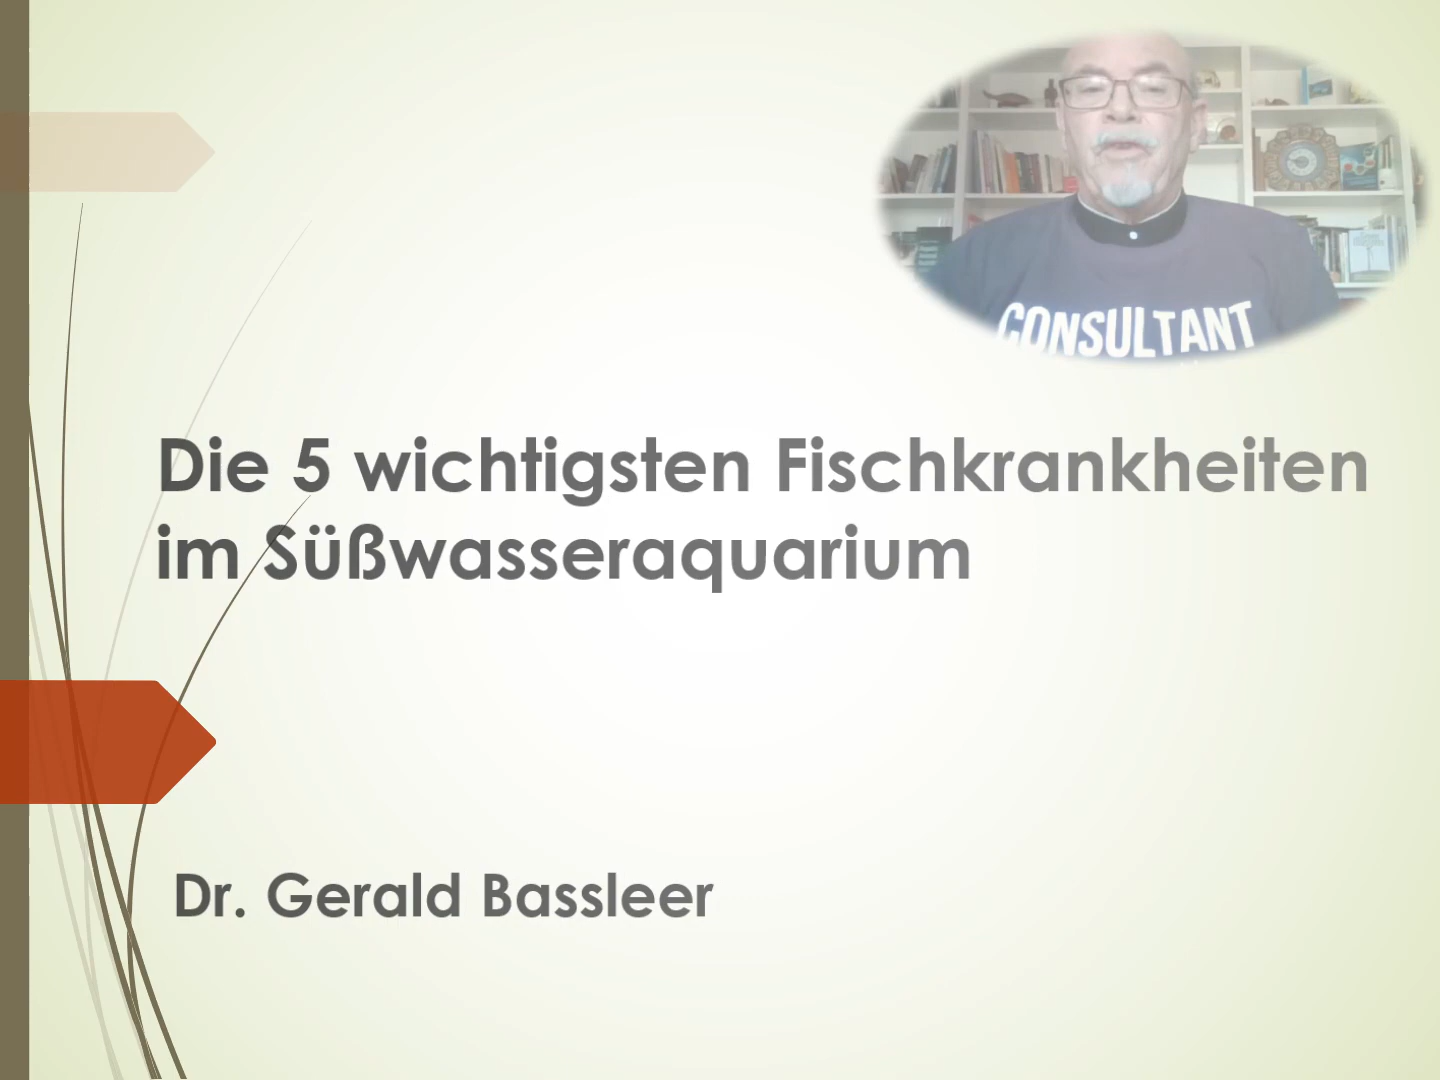 CONSULTANT
Die 5 wichtigsten Fischkrankheiten
im Süßwasseraquarium
Dr. Gerald Bassleer